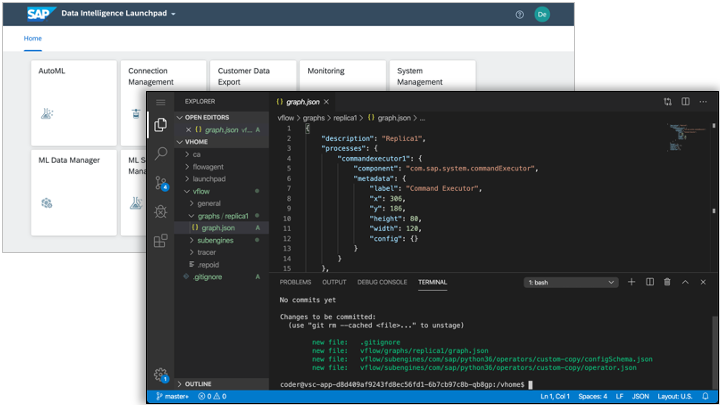 SAP Data Intelligence Launchpad
De
Home
AutoML
Connection
Management
Customer Data
Export
Monitoring
System
Management
ML Data Manager
ML S
Mana
EXPLORER
OPEN EDITORS
{} graph.json vf... A
VHOME
ca
flowagent
launchpad
vflow
general
graphs / replica1
{} graph.json A
subengines
tracer
.repoid
.gitignore A
OUTLINE
4
1
{} graph.json
vflow > graphs > replica1 > {} graph.json > ...
1 {
2 "description": "Replica1",
3 "processes": {
4 "commandexecutor1": {
5 "component": "com.sap.system.commandExecutor",
6 "metadata": {
7 "label": "Command Executor",
8 "x": 306,
9 "y": 186,
10 "height": 80,
11 "width": 120,
12 "config": {}
13 }
14 }
15 },
PROBLEMS OUTPUT DEBUG CONSOLE TERMINAL 1: bash
No commits yet
Changes to be committed:
(use "git rm --cached <file>..." to unstage)
new file: .gitignore
new file: vflow/graphs/replica1/graph.json
new file: vflow/subengines/com/sap/python36/operators/custom-copy/configSchema.json
new file: vflow/subengines/com/sap/python36/operators/custom-copy/operator.json
coder@vsc-app-d8d409af9243fd8ec56fd1-6b7cb97c8b-qb8gp:/vhome$
master+ 0 0 Ln 1, Col 1 Spaces: 4 LF JSON Layout: U.S.